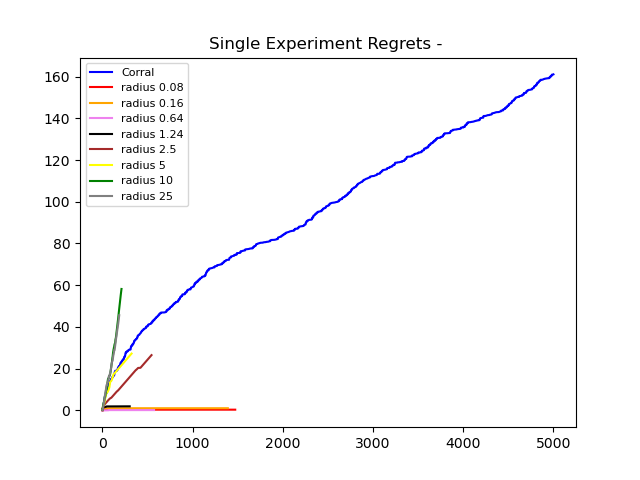 Single Experiment Regrets -
160
140
120
100
80
60
40
20
0
Corral
radius 0.08
radius 0.16
radius 0.64
radius 1.24
radius 2.5
radius 5
radius 10
radius 25
0 1000 2000 3000 4000 5000